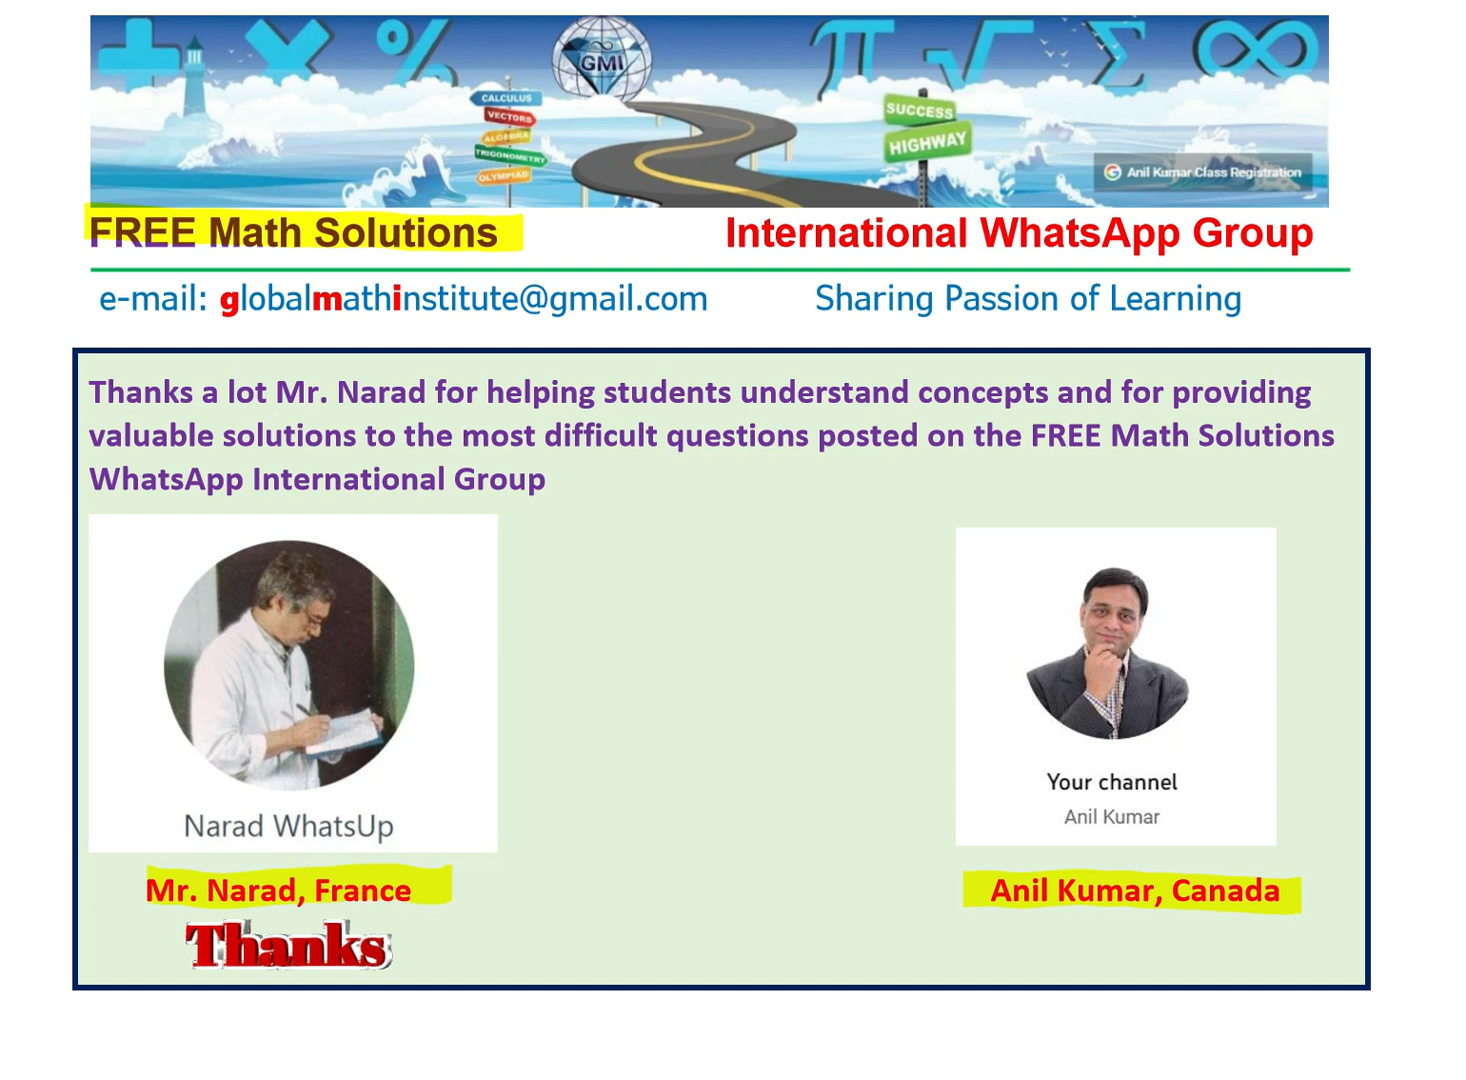 GMI
CALCULUS
VECTORS
ALGEBRA
TRIGONOMETRY
OLYMPIAD
SUCCESS
HIGHWAY
Anil Kumar Class Registration
FREE Math Solutions International WhatsApp Group
e-mail: globalmathinstitute@gmail.com Sharing Passion of Learning
Thanks a lot Mr. Narad for helping students understand concepts and for providing
valuable solutions to the most difficult questions posted on the FREE Math Solutions
WhatsApp International Group
Narad WhatsUp
Your channel
Anil Kumar
Mr. Narad, France
Anil Kumar, Canada
Thanks